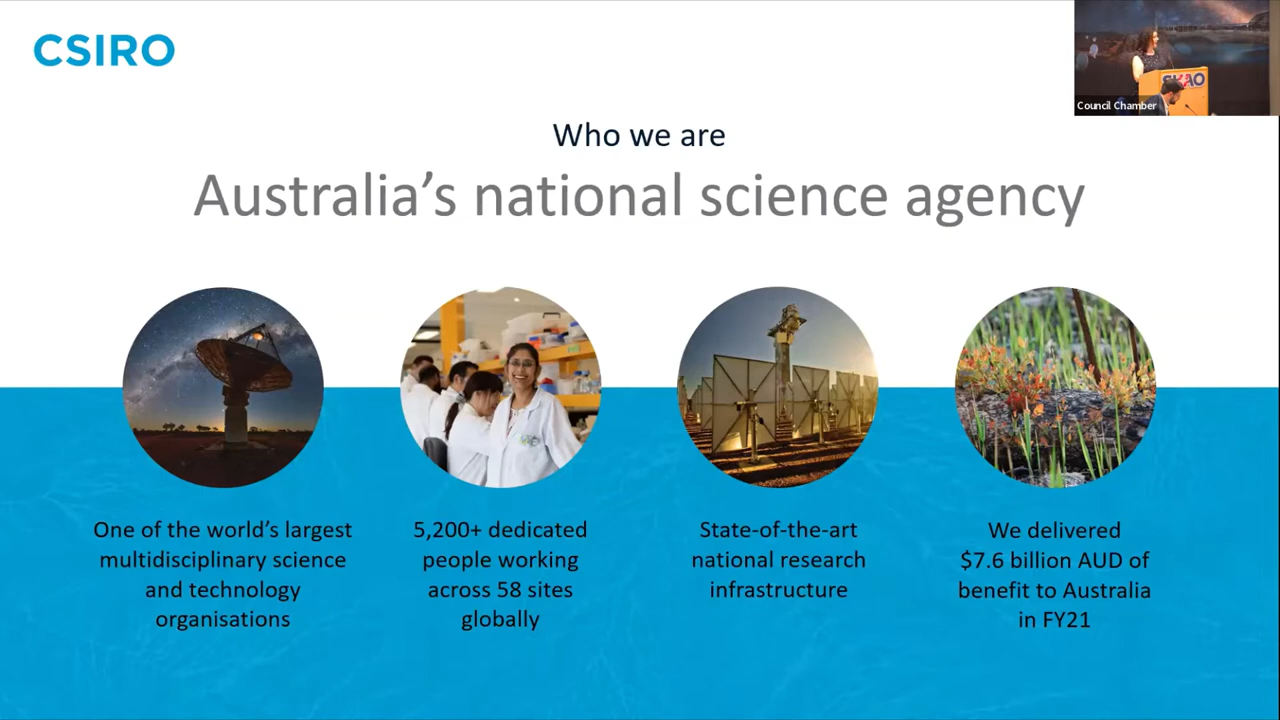 CSIRO
SKAO
Council Chamber
Who we are
Australia's national science agency
One of the world's largest
multidisciplinary science
and technology
organisations
5,200+ dedicated
people working
across 58 sites
globally
State-of-the-art
national research
infrastructure
We delivered
$7.6 billion AUD of
benefit to Australia
in FY21